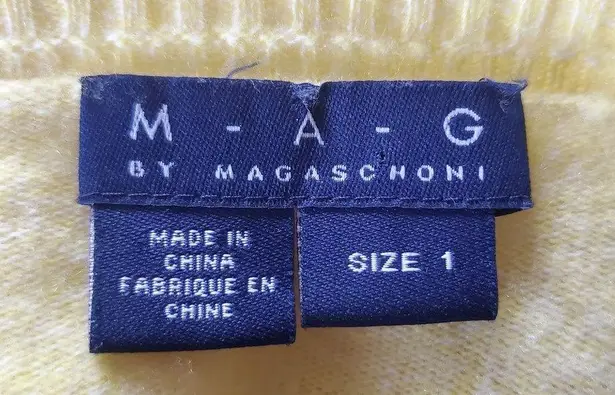 M - A - G
BY MAGASCHONI
MADE IN
CHINA
FABRIQUE EN
CHINE
SIZE 1